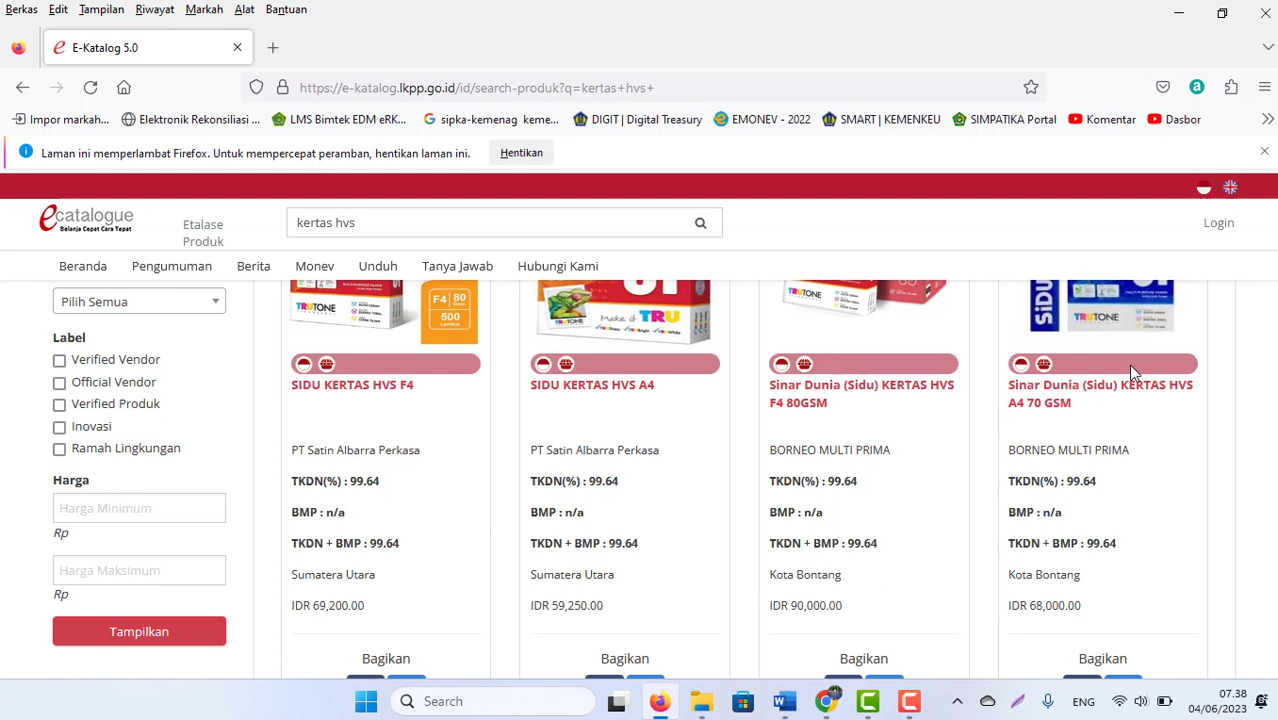 Berkas Edit Tampilan Riwayat Markah Alat Bantuan
E-Katalog 5.0
https://e-katalog.lkpp.go.id/id/search-produk?q=kertas+hvs+
Impor markah... Elektronik Rekonsiliasi ... LMS Bimtek EDM eRK... sipka-kemenag keme... DIGIT | Digital Treasury EMONEV - 2022 SMART | KEMENKEU SIMPATIKA Portal Komentar Dasbor
Laman ini memperlambat Firefox. Untuk mempercepat peramban, hentikan laman ini. Hentikan
e catalogue
Belanja Cepat Cara Tepat
Etalase
Produk
kertas hvs
Login
Beranda Pengumuman Berita Monev Unduh Tanya Jawab Hubungi Kami
Pilih Semua
Label
Verified Vendor
Official Vendor
Verified Produk
Inovasi
Ramah Lingkungan
Harga
Harga Minimum
Rp
Harga Maksimum
Rp
Tampilkan
TRUTONE
F4 80
500
SIDU KERTAS HVS F4
PT Satin Albarra Perkasa
TKDN(%) : 99.64
BMP : n/a
TKDN + BMP : 99.64
Sumatera Utara
IDR 69,200.00
Bagikan
TRUTONE
Make it TRU
SIDU KERTAS HVS A4
PT Satin Albarra Perkasa
TKDN(%) : 99.64
BMP : n/a
TKDN + BMP : 99.64
Sumatera Utara
IDR 59,250.00
Bagikan
TRUTONE
Sinar Dunia (Sidu) KERTAS HVS
F4 80GSM
BORNEO MULTI PRIMA
TKDN(%) : 99.64
BMP : n/a
TKDN + BMP : 99.64
Kota Bontang
IDR 90,000.00
Bagikan
SIDU
TRUTONE
Sinar Dunia (Sidu) KERTAS HVS
A4 70 GSM
BORNEO MULTI PRIMA
TKDN(%) : 99.64
BMP : n/a
TKDN + BMP : 99.64
Kota Bontang
IDR 68,000.00
Bagikan
Search
ENG
07.38
04/06/2023